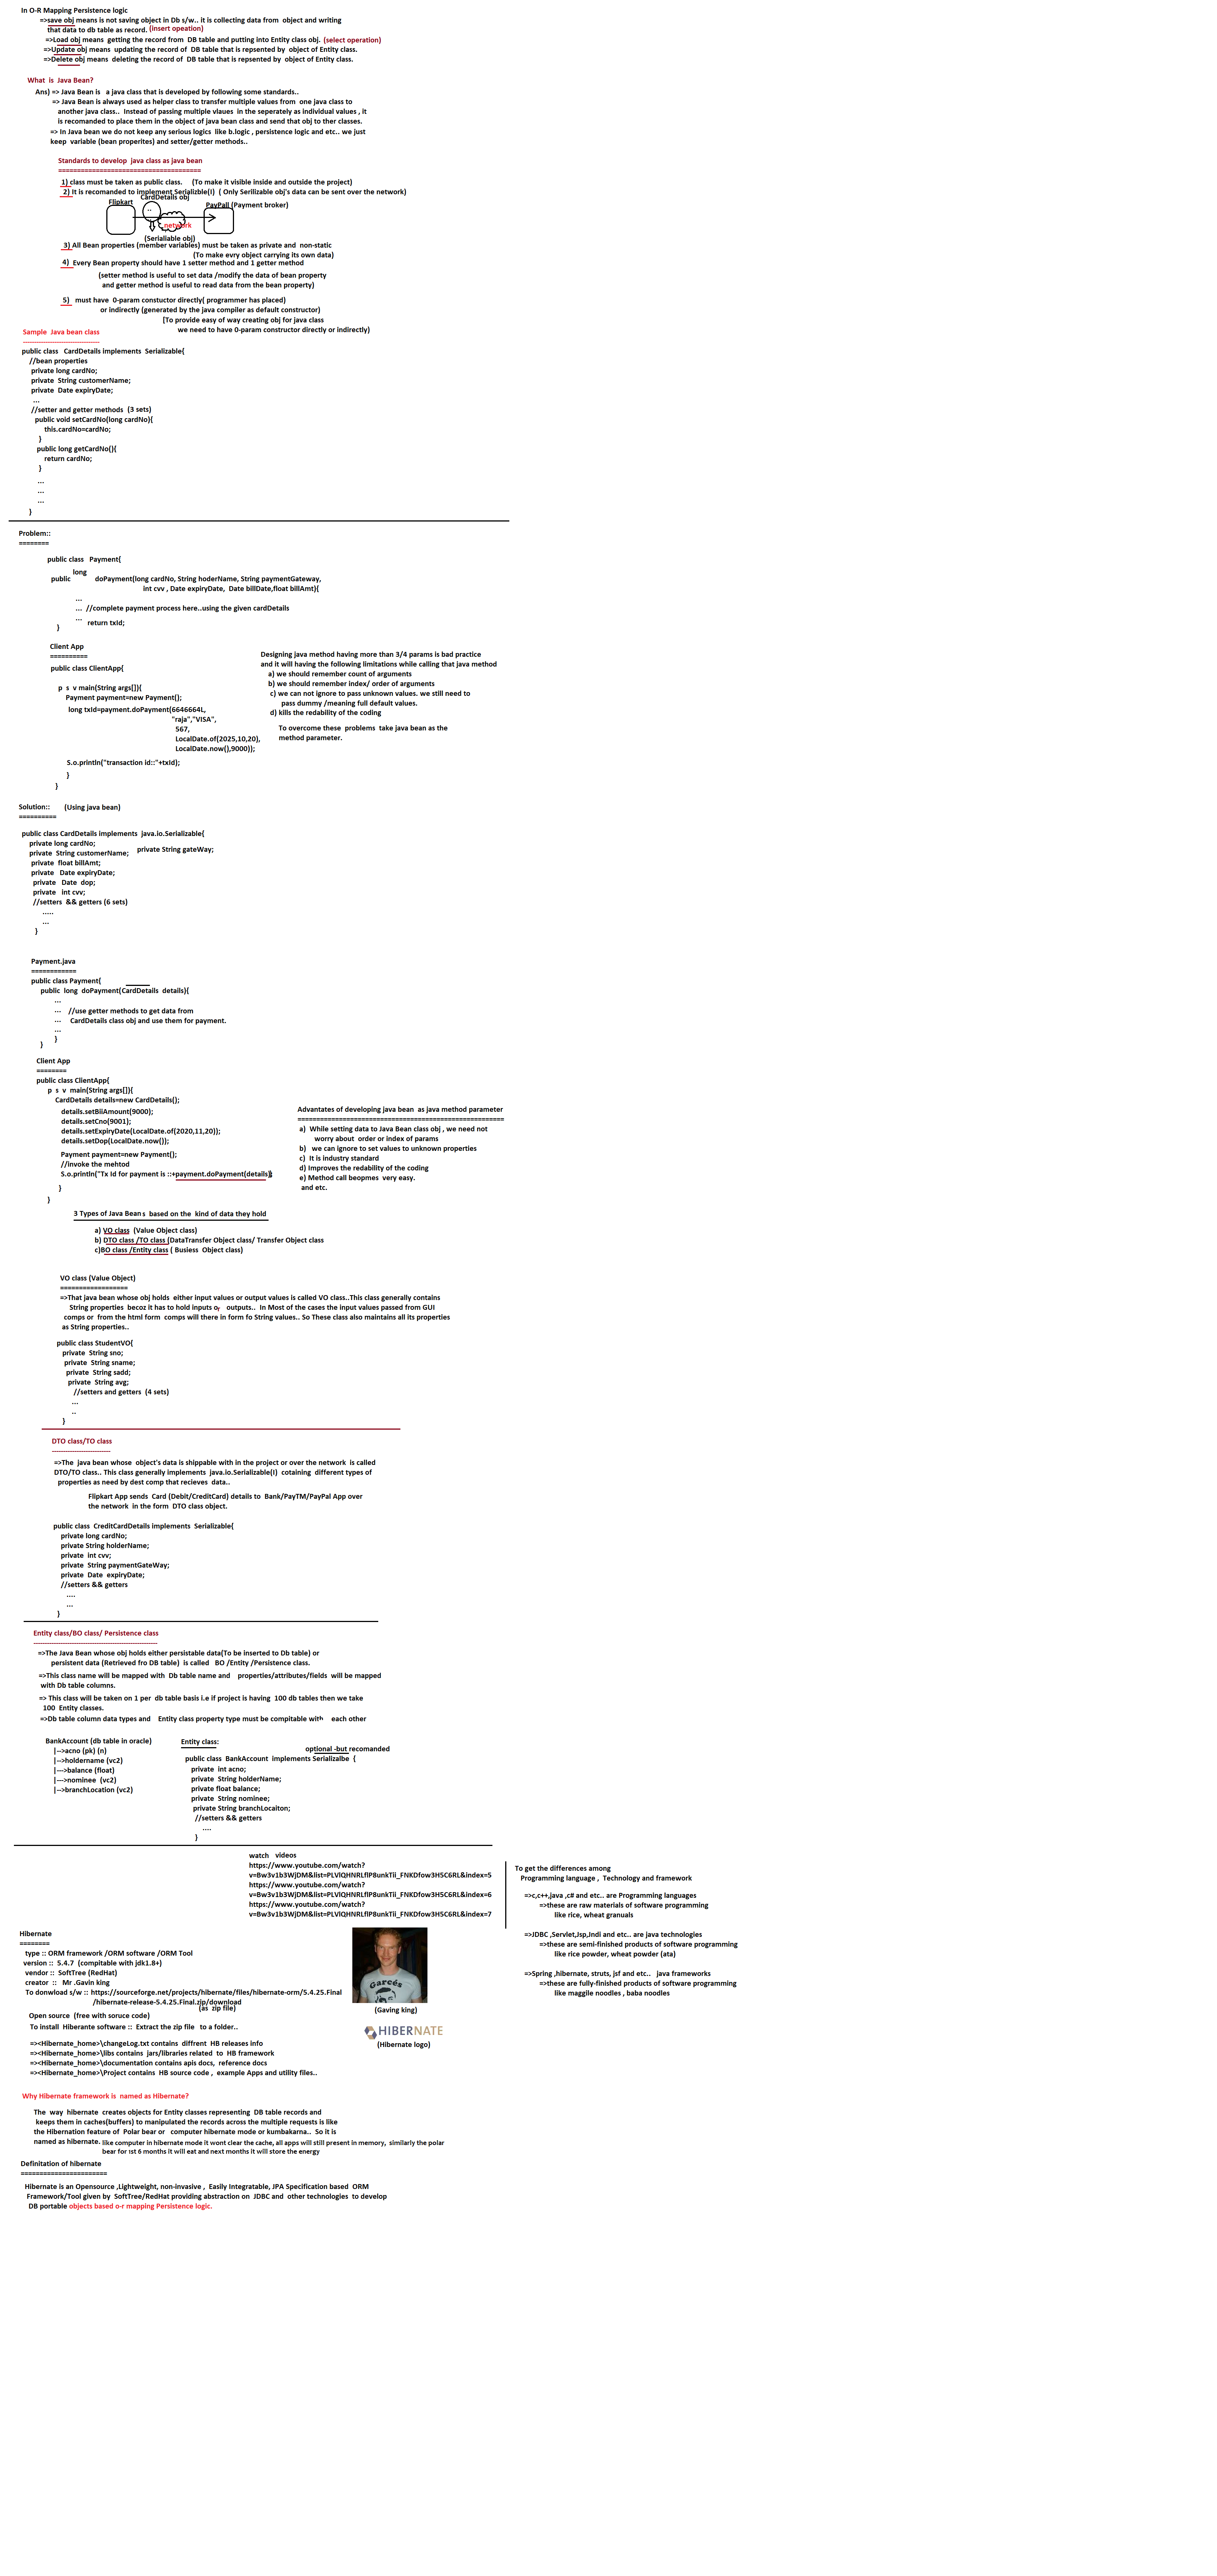 In O-R Mapping Persistence logic
=>save obj means is not saving object in Db s/w.. it is collecting data from object and writing
that data to db table as record. (insert opeation)
=>Load obj means getting the record from DB table and putting into Entity class obj. (select operation)
=>Update obj means updating the record of DB table that is repsented by object of Entity class.
=>Delete obj means deleting the record of DB table that is repsented by object of Entity class.
What is Java Bean?
Ans) => Java Bean is a java class that is developed by following some standards..
=> Java Bean is always used as helper class to transfer multiple values from one java class to
another java class.. Instead of passing multiple vlaues in the seperately as individual values , it
is recomanded to place them in the object of java bean class and send that obj to ther classes.
=> In Java bean we do not keep any serious logics like b.logic , persistence logic and etc.. we just
keep variable (bean properites) and setter/getter methods..
Standards to develop java class as java bean
======================================
1) class must be taken as public class. (To make it visible inside and outside the project)
2) It is recomanded to implement Serializble(I) ( Only Serilizable obj's data can be sent over the network)
CardDetails obj
Flipkart
PayPall (Payment broker)
..
network
(Serialiable obj)
3) All Bean properties (member variables) must be taken as private and non-static
(To make evry object carrying its own data)
4) Every Bean property should have 1 setter method and 1 getter method
(setter method is useful to set data /modify the data of bean property
and getter method is useful to read data from the bean property)
5) must have 0-param constuctor directly( programmer has placed)
or indirectly (generated by the java compiler as default constructor)
[To provide easy of way creating obj for java class
we need to have 0-param constructor directly or indirectly)
Sample Java bean class
-----------------------------------
public class CardDetails implements Serializable{
//bean properties
private long cardNo;
private String customerName;
private Date expiryDate;
...
//setter and getter methods (3 sets)
public void setCardNo(long cardNo){
this.cardNo=cardNo;
}
public long getCardNo(){
return cardNo;
}
...
...
...
}
Problem::
========
public class Payment{
public long doPayment(long cardNo, String hoderName, String paymentGateway,
int cvv , Date expiryDate, Date billDate,float billAmt){
...
... //complete payment process here..using the given cardDetails
...
return txId;
}
Client App
==========
public class ClientApp{
p s v main(String args[]){
Payment payment=new Payment();
long txId=payment.doPayment(6646664L,
"raja","VISA",
567,
LocalDate.of(2025,10,20),
LocalDate.now(),9000));
S.o.println("transaction id::"+txId);
}
}
Designing java method having more than 3/4 params is bad practice
and it will having the following limitations while calling that java method
a) we should remember count of arguments
b) we should remember index/ order of arguments
c) we can not ignore to pass unknown values. we still need to
pass dummy /meaning full default values.
d) kills the redability of the coding
To overcome these problems take java bean as the
method parameter.
Solution:: (Using java bean)
==========
public class CardDetails implements java.io.Serializable{
private long cardNo;
private String customerName; private String gateWay;
private float billAmt;
private Date expiryDate;
private Date dop;
private int cvv;
//setters && getters (6 sets)
.....
...
}
Payment.java
============
public class Payment{
public long doPayment(CardDetails details){
...
... //use getter methods to get data from
... CardDetails class obj and use them for payment.
...
}
}
Client App
========
public class ClientApp{
p s v main(String args[]){
CardDetails details=new CardDetails();
details.setBiiAmount(9000);
details.setCno(9001);
details.setExpiryDate(LocalDate.of(2020,11,20));
details.setDop(LocalDate.now());
Payment payment=new Payment();
//invoke the mehtod
S.o.println("Tx Id for payment is ::+payment.doPayment(details);
}
}
Advantates of developing java bean as java method parameter
=======================================================
a) While setting data to Java Bean class obj , we need not
worry about order or index of params
b) we can ignore to set values to unknown properties
c) It is industry standard
d) Improves the redability of the coding
e) Method call beopmes very easy.
and etc.
3 Types of Java Beans based on the kind of data they hold
a) VO class (Value Object class)
b) DTO class /TO class (DataTransfer Object class/ Transfer Object class
c)BO class /Entity class ( Busiess Object class)
VO class (Value Object)
==================
=>That java bean whose obj holds either input values or output values is called VO class..This class generally contains
String properties becoz it has to hold inputs or outputs.. In Most of the cases the input values passed from GUI
comps or from the html form comps will there in form fo String values.. So These class also maintains all its properties
as String properties..
public class StudentVO{
private String sno;
private String sname;
private String sadd;
private String avg;
//setters and getters (4 sets)
...
..
}
DTO class/TO class
---------------------------
=>The java bean whose object's data is shippable with in the project or over the network is called
DTO/TO class.. This class generally implements java.io.Serializable(I) cotaining different types of
properties as need by dest comp that recieves data..
Flipkart App sends Card (Debit/CreditCard) details to Bank/PayTM/PayPal App over
the network in the form DTO class object.
public class CreditCardDetails implements Serializable{
private long cardNo;
private String holderName;
private int cvv;
private String paymentGateWay;
private Date expiryDate;
//setters && getters
....
...
}
Entity class/BO class/ Persistence class
---------------------------------------------------------
=>The Java Bean whose obj holds either persistable data(To be inserted to Db table) or
persistent data (Retrieved fro DB table) is called BO /Entity /Persistence class.
=>This class name will be mapped with Db table name and properties/attributes/fields will be mapped
with Db table columns.
=> This class will be taken on 1 per db table basis i.e if project is having 100 db tables then we take
100 Entity classes.
=>Db table column data types and Entity class property type must be compitable with each other
BankAccount (db table in oracle)
|-->acno (pk) (n)
|-->holdername (vc2)
|--->balance (float)
|--->nominee (vc2)
|-->branchLocation (vc2)
Entity class:
optional -but recomanded
public class BankAccount implements Serializalbe {
private int acno;
private String holderName;
private float balance;
private String nominee;
private String branchLocaiton;
//setters && getters
....
}
watch videos
https://www.youtube.com/watch?
v=Bw3v1b3WjDM&list=PLVlQHNRLflP8unkTii_FNKDfow3H5C6RL&index=5
https://www.youtube.com/watch?
v=Bw3v1b3WjDM&list=PLVlQHNRLflP8unkTii_FNKDfow3H5C6RL&index=6
https://www.youtube.com/watch?
v=Bw3v1b3WjDM&list=PLVlQHNRLflP8unkTii_FNKDfow3H5C6RL&index=7
To get the differences among
Programming language , Technology and framework
=>c,c++,java ,c# and etc.. are Programming languages
=>these are raw materials of software programming
like rice, wheat granuals
=>JDBC ,Servlet,Jsp,Jndi and etc.. are java technologies
=>these are semi-finished products of software programming
like rice powder, wheat powder (ata)
=>Spring ,hibernate, struts, jsf and etc.. java frameworks
=>these are fully-finished products of software programming
like maggile noodles , baba noodles
Hibernate
========
type :: ORM framework /ORM software /ORM Tool
version :: 5.4.7 (compitable with jdk1.8+)
vendor :: SoftTree (RedHat)
creator :: Mr .Gavin king
To donwload s/w :: https://sourceforge.net/projects/hibernate/files/hibernate-orm/5.4.25.Final
/hibernate-release-5.4.25.Final.zip/download
(as zip file)
Open source (free with soruce code)
To install Hiberante software :: Extract the zip file to a folder..
=><Hibernate_home>\changeLog.txt contains diffrent HB releases info
=><Hibernate_home>\libs contains jars/libraries related to HB framework
=><Hibernate_home>\documentation contains apis docs, reference docs
=><Hibernate_home>\Project contains HB source code , example Apps and utility files..
Garcés
(Gaving king)
HIBERNATE
(Hibernate logo)
Why Hibernate framework is named as Hibernate?
The way hibernate creates objects for Entity classes representing DB table records and
keeps them in caches(buffers) to manipulated the records across the multiple requests is like
the Hibernation feature of Polar bear or computer hibernate mode or kumbakarna.. So it is
named as hibernate. like computer in hibernate mode it wont clear the cache, all apps will still present in memory, similarly the polar
bear for 1st 6 months it will eat and next months it will store the energy
Definitation of hibernate
=======================
Hibernate is an Opensource ,Lightweight, non-invasive , Easily Integratable, JPA Specification based ORM
Framework/Tool given by SoftTree/RedHat providing abstraction on JDBC and other technologies to develop
DB portable objects based o-r mapping Persistence logic.